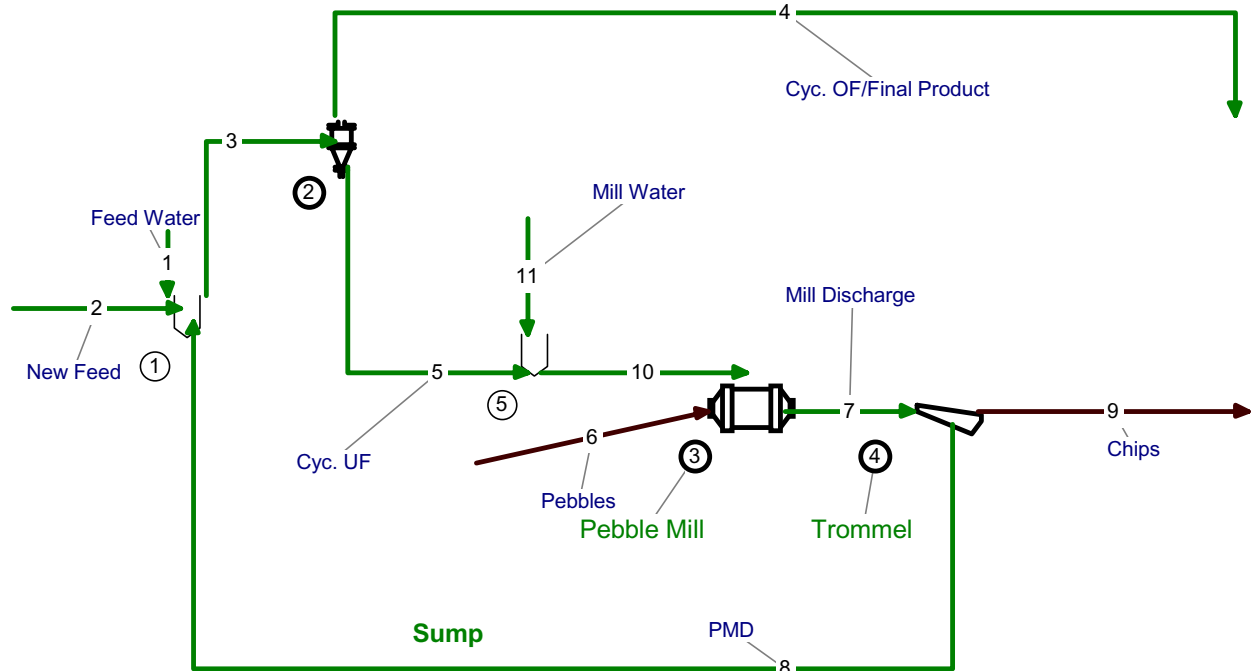 4
Cyc. OF/Final Product
3
2
Mill Water
Feed Water
1
11
2
Mill Discharge
New Feed
1
5
10
5
7
9
6
Cyc. UF
3
4
Chips
Pebbles
Pebble Mill
Trommel
Sump
PMD
8